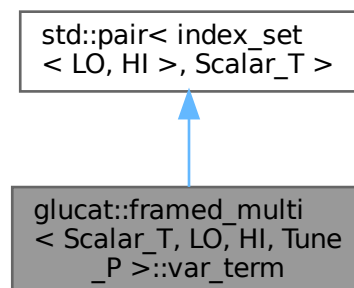 std::pair< index_set
< LO, HI >, Scalar_T >
glucat::framed_multi
< Scalar_T, LO, HI, Tune
_P >::var_term